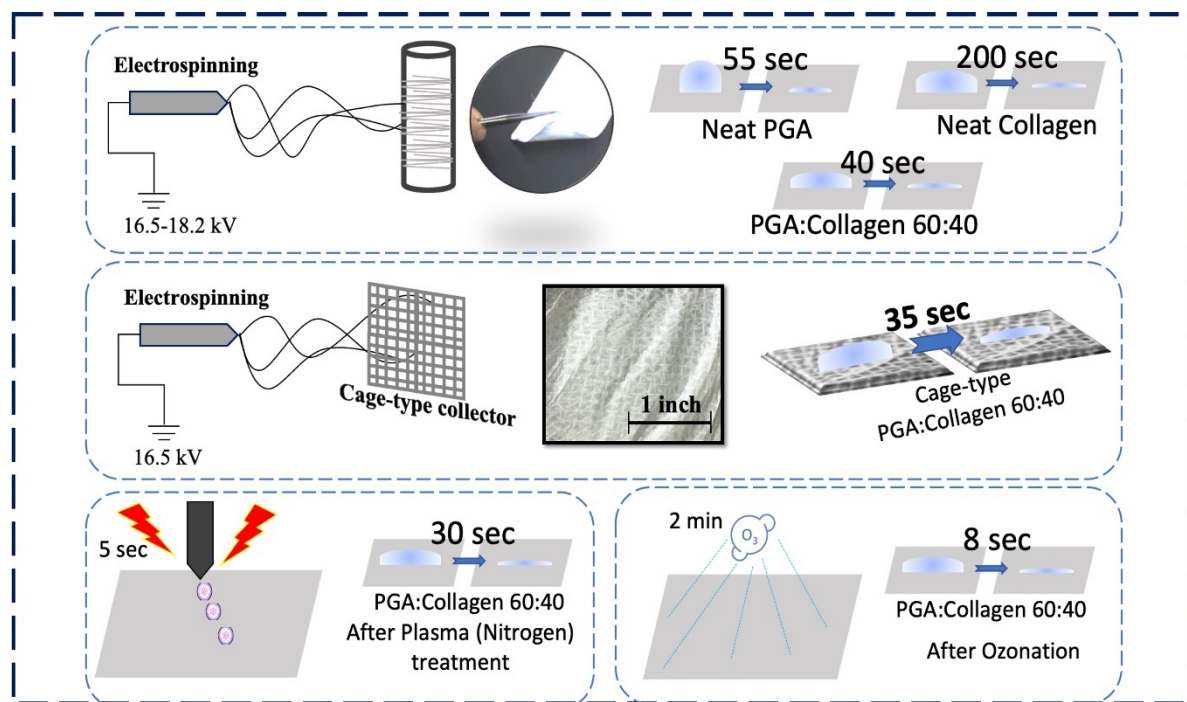 Electrospinning
16.5-18.2 kV
55 sec
Neat PGA
200 sec
Neat Collagen
40 sec
PGA:Collagen 60:40
Electrospinning
16.5 kV
Cage-type collector
1 inch
35 sec
Cage-type
PGA:Collagen 60:40
5 sec
30 sec
PGA:Collagen 60:40
After Plasma (Nitrogen)
treatment
2 min
O₃
8 sec
PGA:Collagen 60:40
After Ozonation